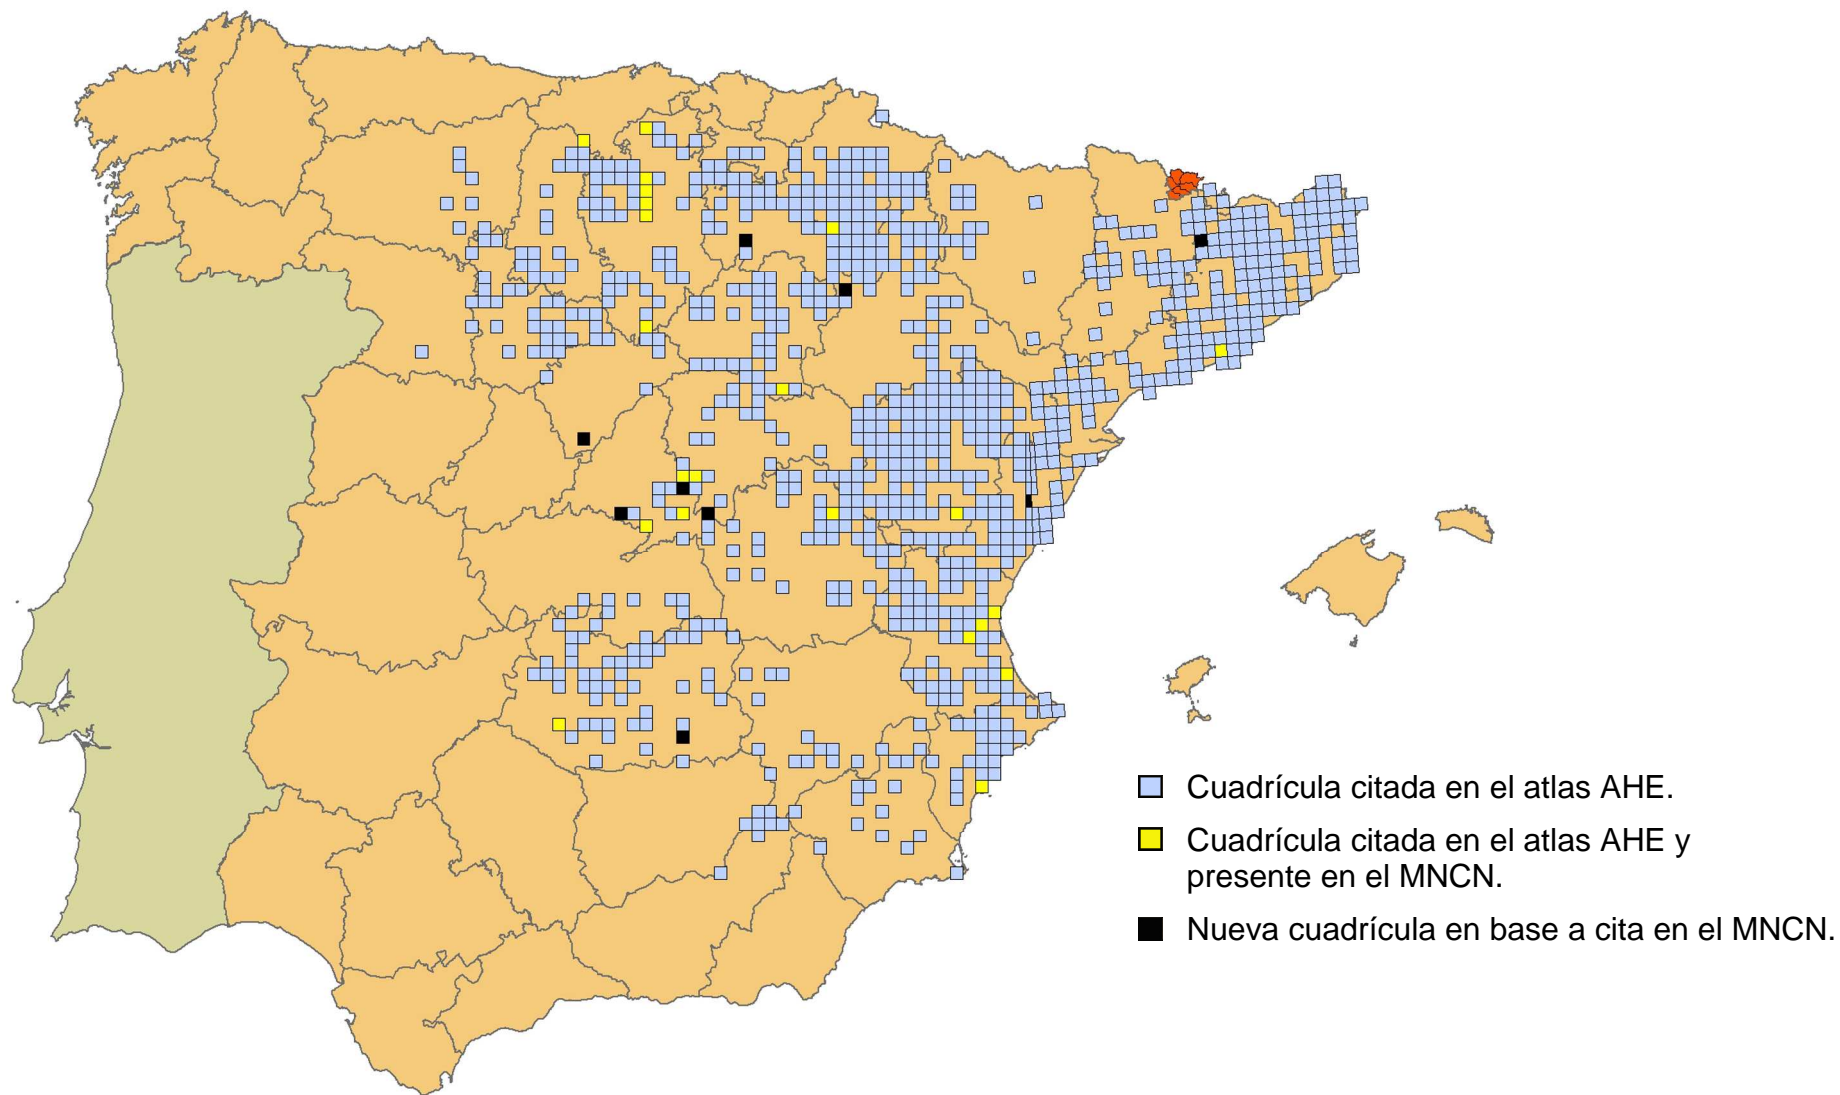 Cuadrícula citada en el atlas AHE.
Cuadrícula citada en el atlas AHE y
presente en el MNCN.
Nueva cuadrícula en base a cita en el MNCN.